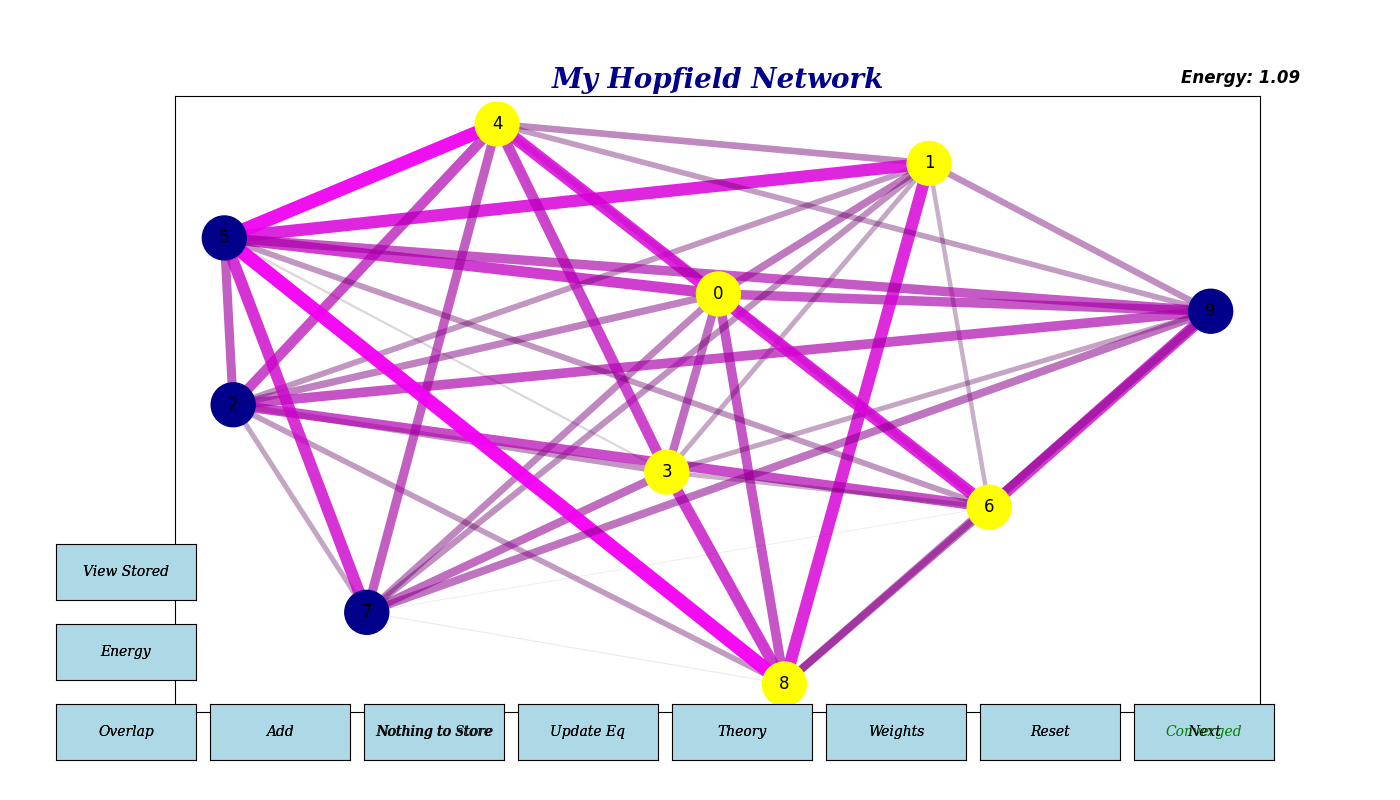 My Hopfield Network
Energy: 1.09
4
1
5
0
9
2
3
6
7
8
View Stored
Energy
Overlap
Add
Nothing to Store
Update Eq
Theory
Weights
Reset
Converged
Next